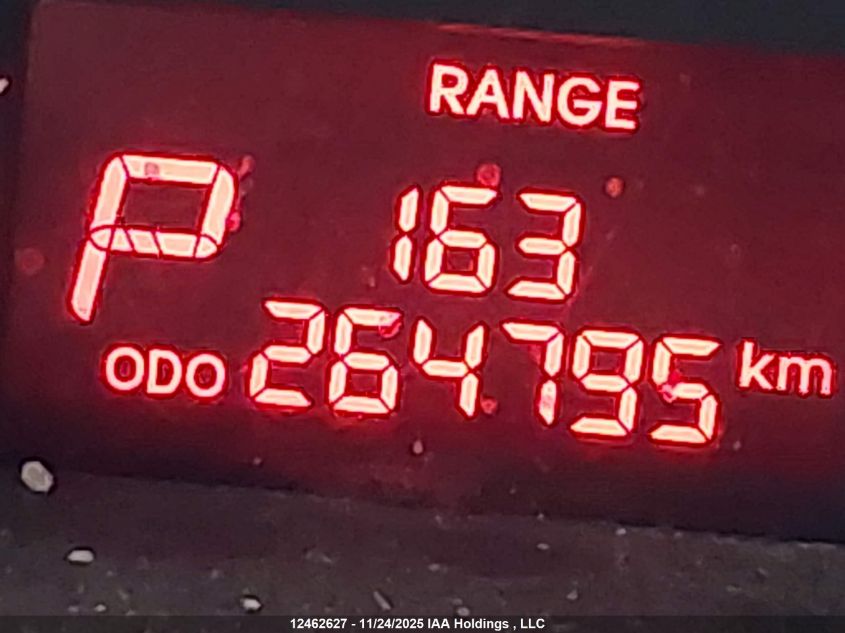 RANGE
P 163
ODO 264795 km
12462627 - 11/24/2025 IAA Holdings , LLC